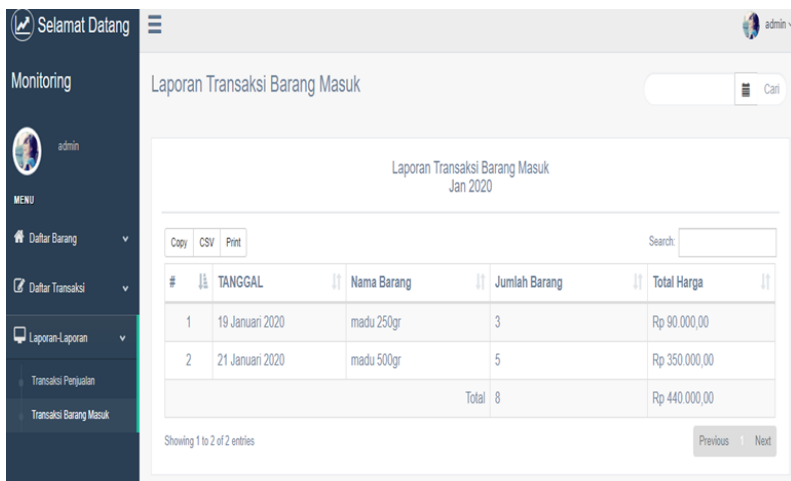 Selamat Datang
admin
Monitoring
admin
MENU
Daftar Barang
Daftar Transaksi
Laporan-Laporan
Transaksi Penjualan
Transaksi Barang Masuk
Laporan Transaksi Barang Masuk
Cari
Laporan Transaksi Barang Masuk
Jan 2020
Copy CSV Print
Search:
# TANGGAL Nama Barang Jumlah Barang Total Harga
1 19 Januari 2020 madu 250gr 3 Rp 90.000,00
2 21 Januari 2020 madu 500gr 5 Rp 350.000,00
Total 8 Rp 440.000,00
Showing 1 to 2 of 2 entries
Previous 1 Next